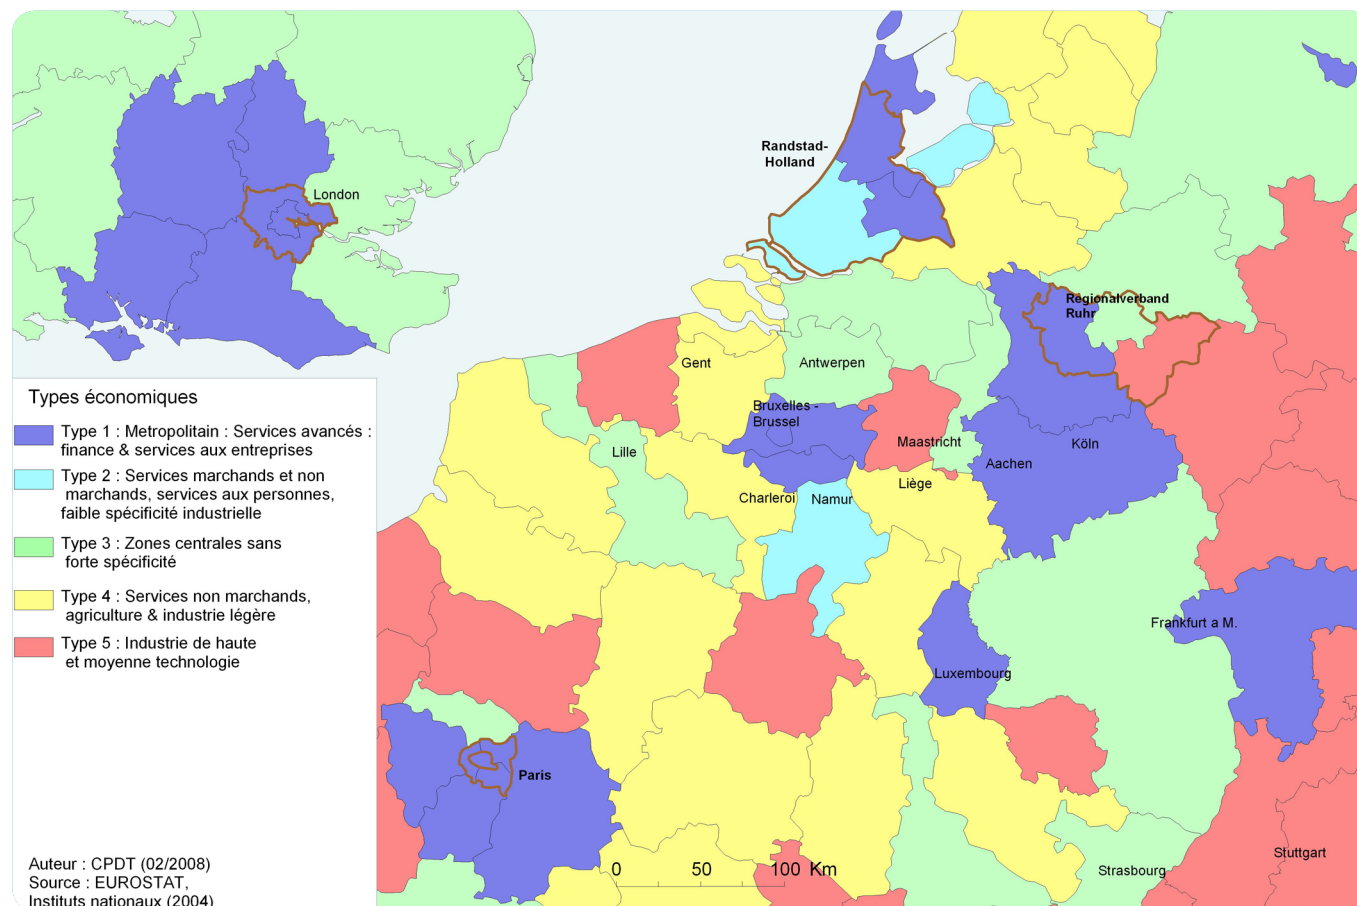 London
Randstad-
Holland
Regionalverband
Ruhr
Gent
Antwerpen
Bruxelles -
Brussel
Maastricht
Köln
Aachen
Lille
Liège
Charleroi
Namur
Frankfurt a M.
Luxembourg
Paris
Strasbourg
Stuttgart
Types économiques
Type 1 : Metropolitain : Services avancés :
finance & services aux entreprises
Type 2 : Services marchands et non
marchands, services aux personnes,
faible spécificité industrielle
Type 3 : Zones centrales sans
forte spécificité
Type 4 : Services non marchands,
agriculture & industrie légère
Type 5 : Industrie de haute
et moyenne technologie
0 50 100 Km
Auteur : CPDT (02/2008)
Source : EUROSTAT,
Instituts nationaux (2004)